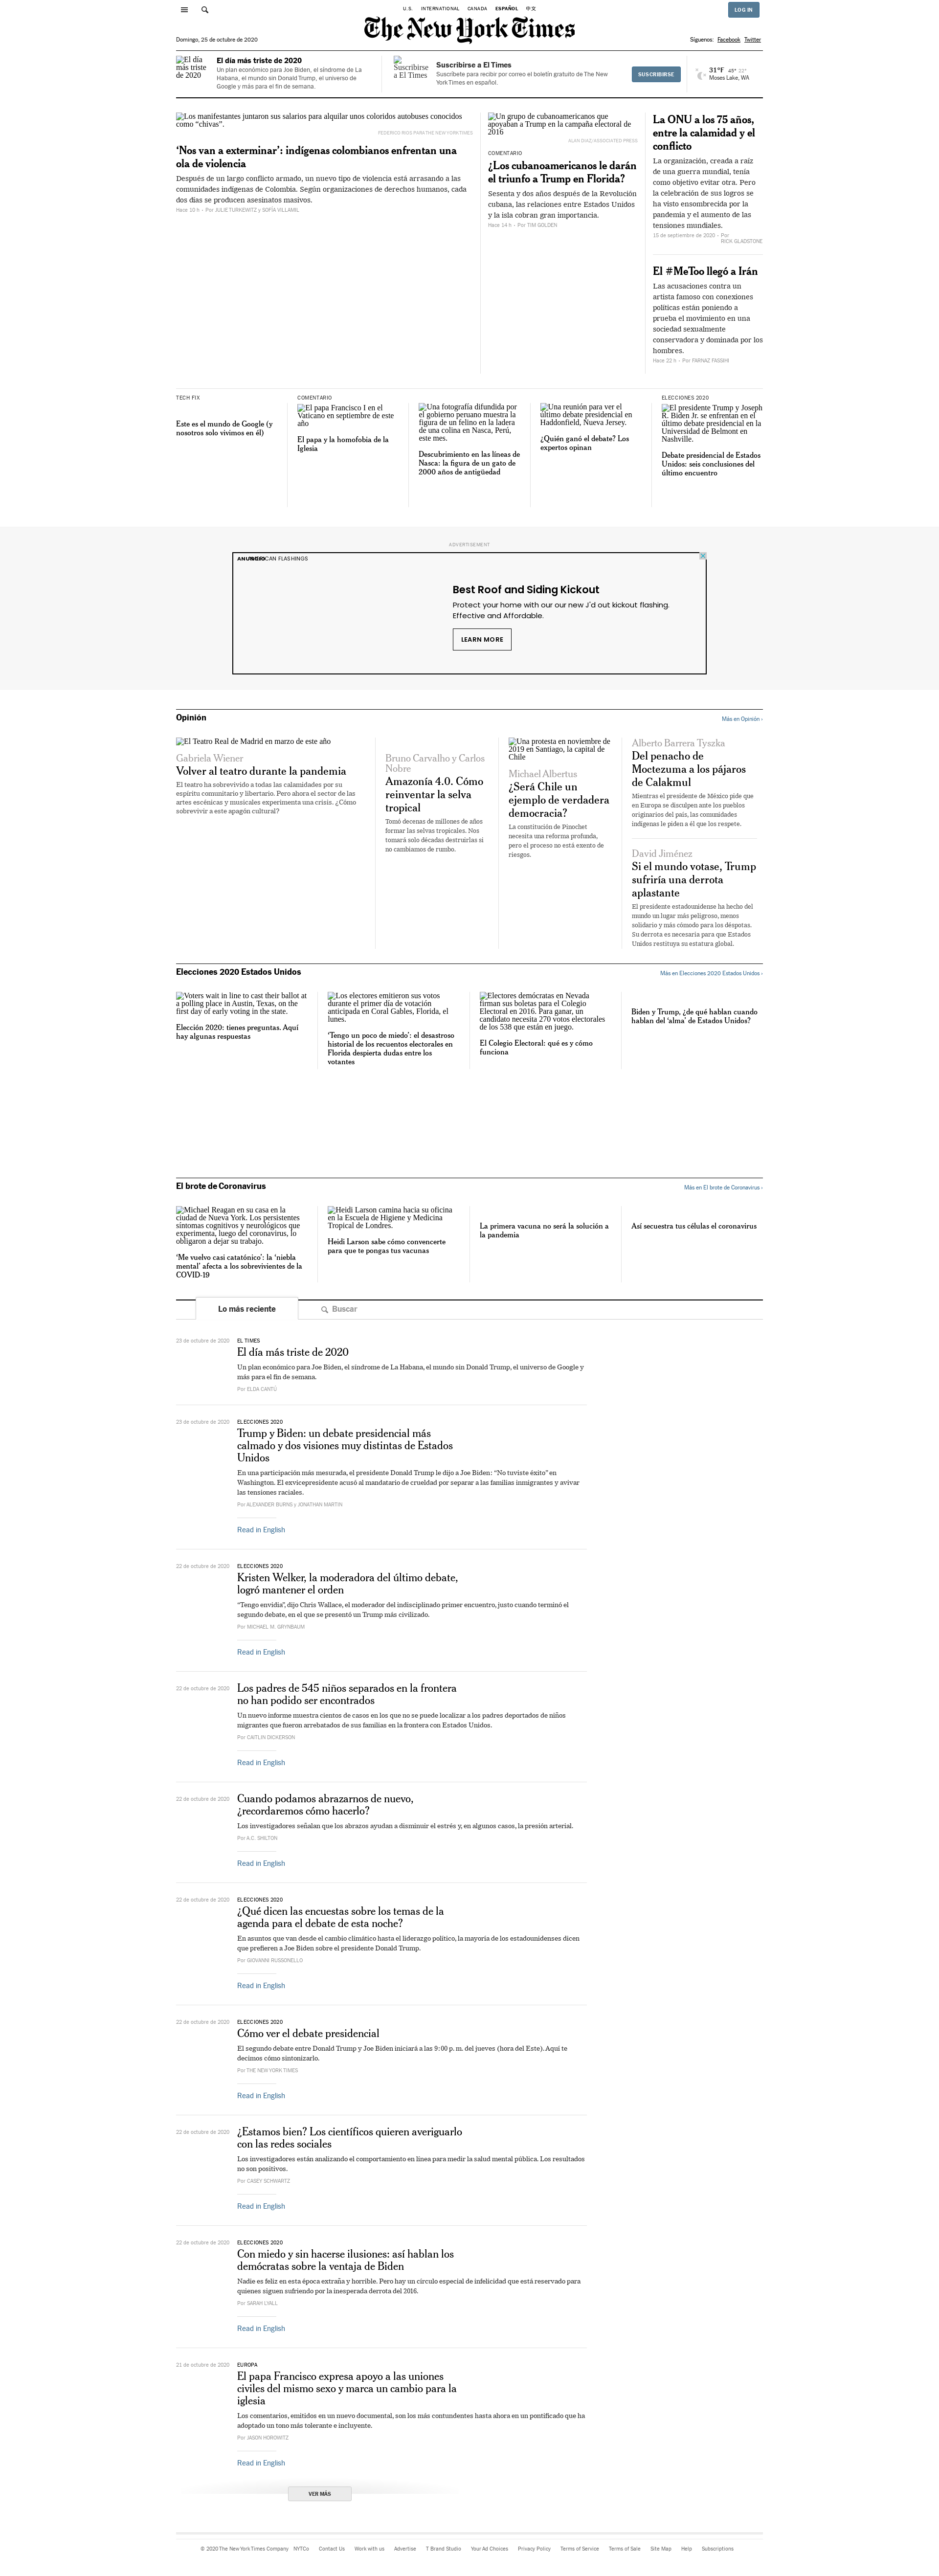 U.S. INTERNATIONAL CANADA ESPAÑOL 中文
LOG IN
The New York Times
Domingo, 25 de octubre de 2020
Síguenos: Facebook Twitter
El día más triste de 2020
El día más triste de 2020
Un plan económico para Joe Biden, el síndrome de La Habana, el mundo sin Donald Trump, el universo de Google y más para el fin de semana.
Suscribirse a El Times
Suscribirse a El Times
Suscríbete para recibir por correo el boletín gratuito de The New York Times en español.
SUSCRIBIRSE
31°F 45° 22°
Moses Lake, WA
Los manifestantes juntaron sus salarios para alquilar unos coloridos autobuses conocidos como “chivas”.
FEDERICO RIOS PARA THE NEW YORK TIMES
‘Nos van a exterminar’: indígenas colombianos enfrentan una ola de violencia
Después de un largo conflicto armado, un nuevo tipo de violencia está arrasando a las comunidades indígenas de Colombia. Según organizaciones de derechos humanos, cada dos días se producen asesinatos masivos.
Hace 10 h - Por JULIE TURKEWITZ y SOFÍA VILLAMIL
Un grupo de cubanoamericanos que apoyaban a Trump en la campaña electoral de 2016
ALAN DIAZ/ASSOCIATED PRESS
COMENTARIO
¿Los cubanoamericanos le darán el triunfo a Trump en Florida?
Sesenta y dos años después de la Revolución cubana, las relaciones entre Estados Unidos y la isla cobran gran importancia.
Hace 14 h - Por TIM GOLDEN
La ONU a los 75 años, entre la calamidad y el conflicto
La organización, creada a raíz de una guerra mundial, tenía como objetivo evitar otra. Pero la celebración de sus logros se ha visto ensombrecida por la pandemia y el aumento de las tensiones mundiales.
15 de septiembre de 2020 - Por RICK GLADSTONE
El #MeToo llegó a Irán
Las acusaciones contra un artista famoso con conexiones políticas están poniendo a prueba el movimiento en una sociedad sexualmente conservadora y dominada por los hombres.
Hace 22 h - Por FARNAZ FASSIHI
TECH FIX
Este es el mundo de Google (y nosotros solo vivimos en él)
COMENTARIO
El papa Francisco I en el Vaticano en septiembre de este año
El papa y la homofobia de la Iglesia
Una fotografía difundida por el gobierno peruano muestra la figura de un felino en la ladera de una colina en Nasca, Perú, este mes.
Descubrimiento en las líneas de Nasca: la figura de un gato de 2000 años de antigüedad
Una reunión para ver el último debate presidencial en Haddonfield, Nueva Jersey.
¿Quién ganó el debate? Los expertos opinan
ELECCIONES 2020
El presidente Trump y Joseph R. Biden Jr. se enfrentan en el último debate presidencial en la Universidad de Belmont en Nashville.
Debate presidencial de Estados Unidos: seis conclusiones del último encuentro
ADVERTISEMENT
ANUNCIO
Best Roof and Siding Kickout
Protect your home with our our new J'd out kickout flashing. Effective and Affordable.
LEARN MORE
Opinión
Más en Opinión ›
El Teatro Real de Madrid en marzo de este año
Gabriela Wiener
Volver al teatro durante la pandemia
El teatro ha sobrevivido a todas las calamidades por su espíritu comunitario y libertario. Pero ahora el sector de las artes escénicas y musicales experimenta una crisis. ¿Cómo sobrevivir a este apagón cultural?
Bruno Carvalho y Carlos Nobre
Amazonía 4.0. Cómo reinventar la selva tropical
Tomó decenas de millones de años formar las selvas tropicales. Nos tomará solo décadas destruirlas si no cambiamos de rumbo.
Una protesta en noviembre de 2019 en Santiago, la capital de Chile
Michael Albertus
¿Será Chile un ejemplo de verdadera democracia?
La constitución de Pinochet necesita una reforma profunda, pero el proceso no está exento de riesgos.
Alberto Barrera Tyszka
Del penacho de Moctezuma a los pájaros de Calakmul
Mientras el presidente de México pide que en Europa se disculpen ante los pueblos originarios del país, las comunidades indígenas le piden a él que los respete.
David Jiménez
Si el mundo votase, Trump sufriría una derrota aplastante
El presidente estadounidense ha hecho del mundo un lugar más peligroso, menos solidario y más cómodo para los déspotas. Su derrota es necesaria para que Estados Unidos restituya su estatura global.
Elecciones 2020 Estados Unidos
Más en Elecciones 2020 Estados Unidos ›
Voters wait in line to cast their ballot at a polling place in Austin, Texas, on the first day of early voting in the state.
Elección 2020: tienes preguntas. Aquí hay algunas respuestas
Los electores emitieron sus votos durante el primer día de votación anticipada en Coral Gables, Florida, el lunes.
‘Tengo un poco de miedo’: el desastroso historial de los recuentos electorales en Florida despierta dudas entre los votantes
Electores demócratas en Nevada firman sus boletas para el Colegio Electoral en 2016. Para ganar, un candidato necesita 270 votos electorales de los 538 que están en juego.
El Colegio Electoral: qué es y cómo funciona
Biden y Trump, ¿de qué hablan cuando hablan del ‘alma’ de Estados Unidos?
El brote de Coronavirus
Más en El brote de Coronavirus ›
Michael Reagan en su casa en la ciudad de Nueva York. Los persistentes síntomas cognitivos y neurológicos que experimenta, luego del coronavirus, lo obligaron a dejar su trabajo.
‘Me vuelvo casi catatónico’: la ‘niebla mental’ afecta a los sobrevivientes de la COVID-19
Heidi Larson camina hacia su oficina en la Escuela de Higiene y Medicina Tropical de Londres.
Heidi Larson sabe cómo convencerte para que te pongas tus vacunas
La primera vacuna no será la solución a la pandemia
Así secuestra tus células el coronavirus
Lo más reciente
Buscar
23 de octubre de 2020
EL TIMES
El día más triste de 2020
Un plan económico para Joe Biden, el síndrome de La Habana, el mundo sin Donald Trump, el universo de Google y más para el fin de semana.
Por ELDA CANTÚ
23 de octubre de 2020
ELECCIONES 2020
Trump y Biden: un debate presidencial más calmado y dos visiones muy distintas de Estados Unidos
En una participación más mesurada, el presidente Donald Trump le dijo a Joe Biden: “No tuviste éxito” en Washington. El exvicepresidente acusó al mandatario de crueldad por separar a las familias inmigrantes y avivar las tensiones raciales.
Por ALEXANDER BURNS y JONATHAN MARTIN
Read in English
22 de octubre de 2020
ELECCIONES 2020
Kristen Welker, la moderadora del último debate, logró mantener el orden
“Tengo envidia”, dijo Chris Wallace, el moderador del indisciplinado primer encuentro, justo cuando terminó el segundo debate, en el que se presentó un Trump más civilizado.
Por MICHAEL M. GRYNBAUM
Read in English
22 de octubre de 2020
Los padres de 545 niños separados en la frontera no han podido ser encontrados
Un nuevo informe muestra cientos de casos en los que no se puede localizar a los padres deportados de niños migrantes que fueron arrebatados de sus familias en la frontera con Estados Unidos.
Por CAITLIN DICKERSON
Read in English
22 de octubre de 2020
Cuando podamos abrazarnos de nuevo, ¿recordaremos cómo hacerlo?
Los investigadores señalan que los abrazos ayudan a disminuir el estrés y, en algunos casos, la presión arterial.
Por A.C. SHILTON
Read in English
22 de octubre de 2020
ELECCIONES 2020
¿Qué dicen las encuestas sobre los temas de la agenda para el debate de esta noche?
En asuntos que van desde el cambio climático hasta el liderazgo político, la mayoría de los estadounidenses dicen que prefieren a Joe Biden sobre el presidente Donald Trump.
Por GIOVANNI RUSSONELLO
Read in English
22 de octubre de 2020
ELECCIONES 2020
Cómo ver el debate presidencial
El segundo debate entre Donald Trump y Joe Biden iniciará a las 9:00 p. m. del jueves (hora del Este). Aquí te decimos cómo sintonizarlo.
Por THE NEW YORK TIMES
Read in English
22 de octubre de 2020
¿Estamos bien? Los científicos quieren averiguarlo con las redes sociales
Los investigadores están analizando el comportamiento en línea para medir la salud mental pública. Los resultados no son positivos.
Por CASEY SCHWARTZ
Read in English
22 de octubre de 2020
ELECCIONES 2020
Con miedo y sin hacerse ilusiones: así hablan los demócratas sobre la ventaja de Biden
Nadie es feliz en esta época extraña y horrible. Pero hay un círculo especial de infelicidad que está reservado para quienes siguen sufriendo por la inesperada derrota del 2016.
Por SARAH LYALL
Read in English
21 de octubre de 2020
EUROPA
El papa Francisco expresa apoyo a las uniones civiles del mismo sexo y marca un cambio para la iglesia
Los comentarios, emitidos en un nuevo documental, son los más contundentes hasta ahora en un pontificado que ha adoptado un tono más tolerante e incluyente.
Por JASON HOROWITZ
Read in English
VER MÁS
© 2020 The New York Times Company NYTCo Contact Us Work with us Advertise T Brand Studio Your Ad Choices Privacy Policy Terms of Service Terms of Sale Site Map Help Subscriptions